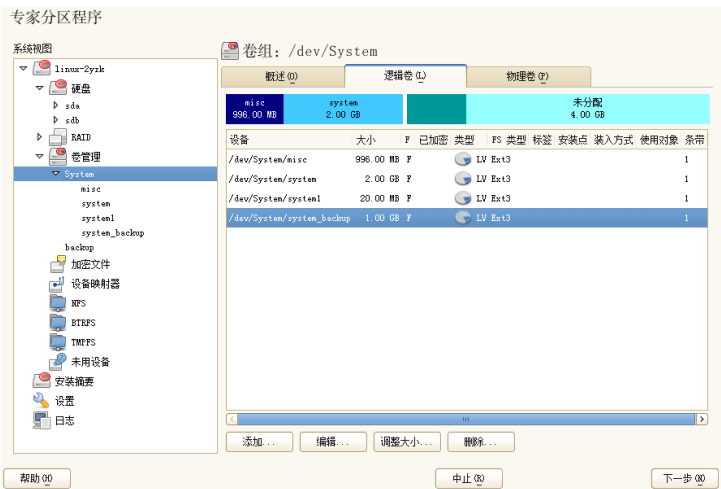 专家分区程序
系统视图
linux-2yzk
硬盘
sda
sdb
RAID
卷管理
System
misc
system
system1
system_backup
backup
加密文件
设备映射器
NFS
BTRFS
TMPFS
未用设备
安装摘要
设置
日志
卷组: /dev/System
概述(O) 逻辑卷(L) 物理卷(P)
misc system 未分配
996.00 MB 2.00 GB 4.00 GB
设备 大小 F 已加密 类型 FS 类型 标签 安装点 装入方式 使用对象 条带
/dev/System/misc 996.00 MB F LV Ext3 1
/dev/System/system 2.00 GB F LV Ext3 1
/dev/System/system1 20.00 MB F LV Ext3 1
/dev/System/system_backup 1.00 GB F LV Ext3 1
添加... 编辑... 调整大小... 删除...
帮助(H) 中止(R) 下一步(N)